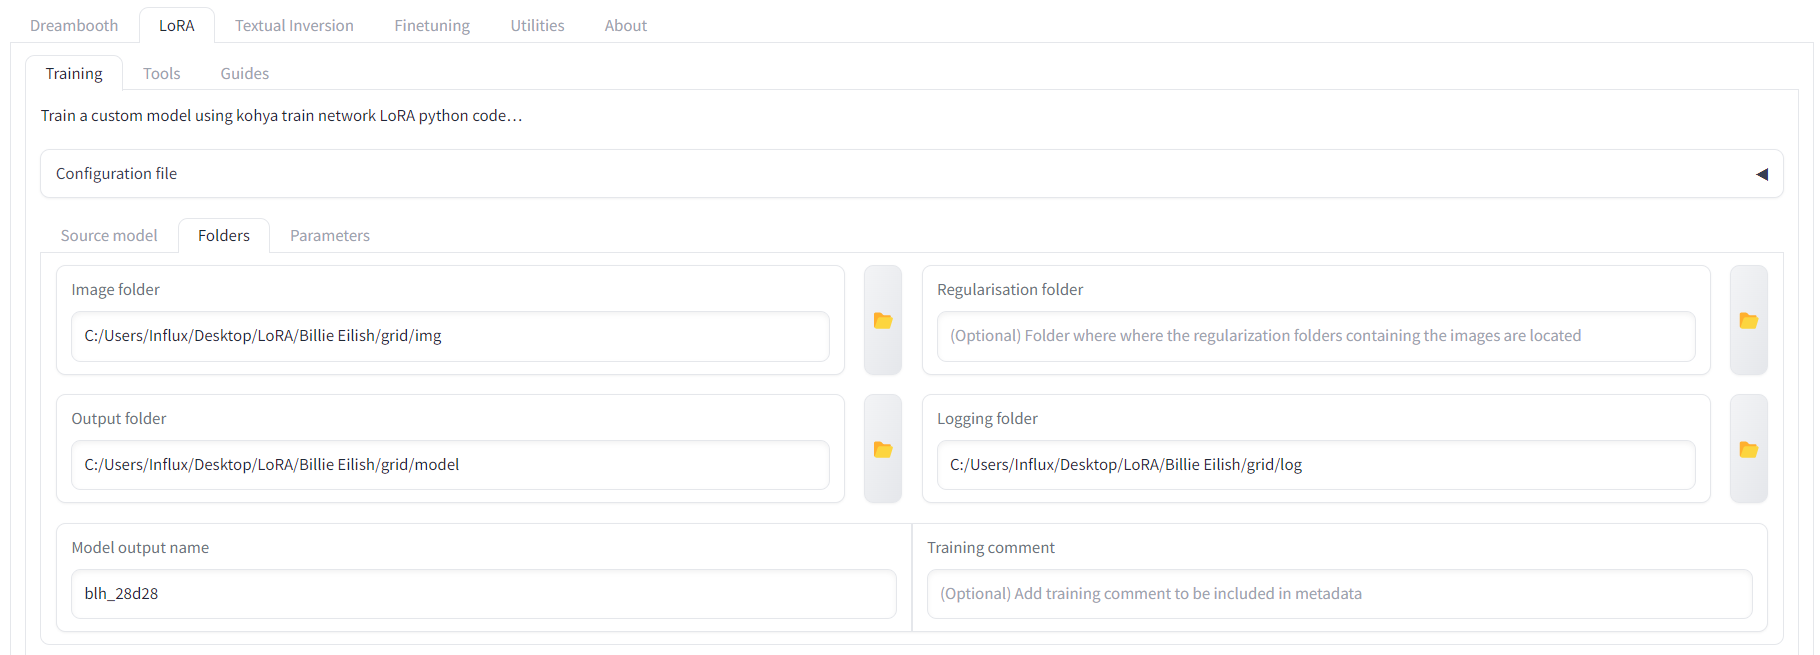 Dreambooth LoRA Textual Inversion Finetuning Utilities About
Training Tools Guides
Train a custom model using kohya train network LoRA python code...
Configuration file
Source model Folders Parameters
Image folder
C:/Users/Influx/Desktop/LoRA/Billie Eilish/grid/img
Regularisation folder
(Optional) Folder where where the regularization folders containing the images are located
Output folder
C:/Users/Influx/Desktop/LoRA/Billie Eilish/grid/model
Logging folder
C:/Users/Influx/Desktop/LoRA/Billie Eilish/grid/log
Model output name
blh_28d28
Training comment
(Optional) Add training comment to be included in metadata